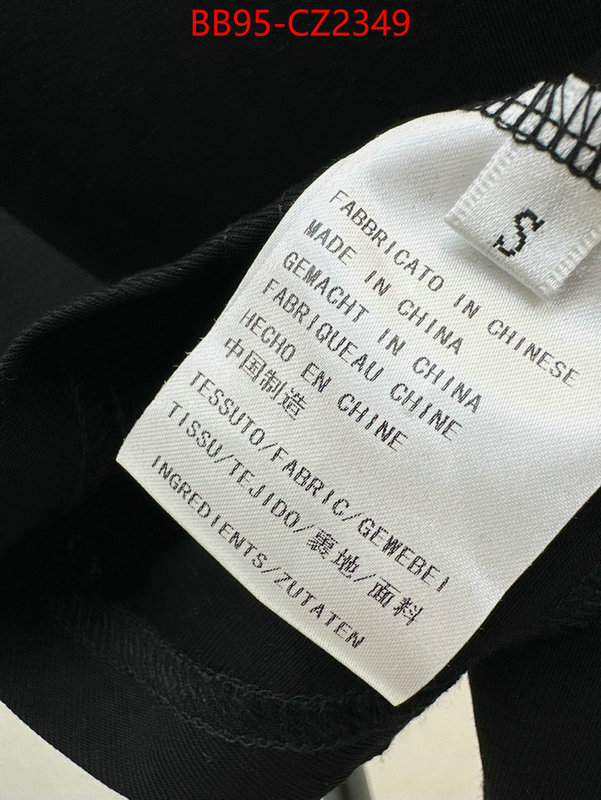 BB95-CZ2349
S
FABBRICATO IN CHINESE
MADE IN CHINA
GEMACHT IN CHINA
FABRIQUEAU CHINE
HECHO EN CHINE
中国制造
TESSUTO/FABRIC/GEWEBEI
TISSU/TEJIDO/裏地/面料
INGREDIENTS/ZUTATEN